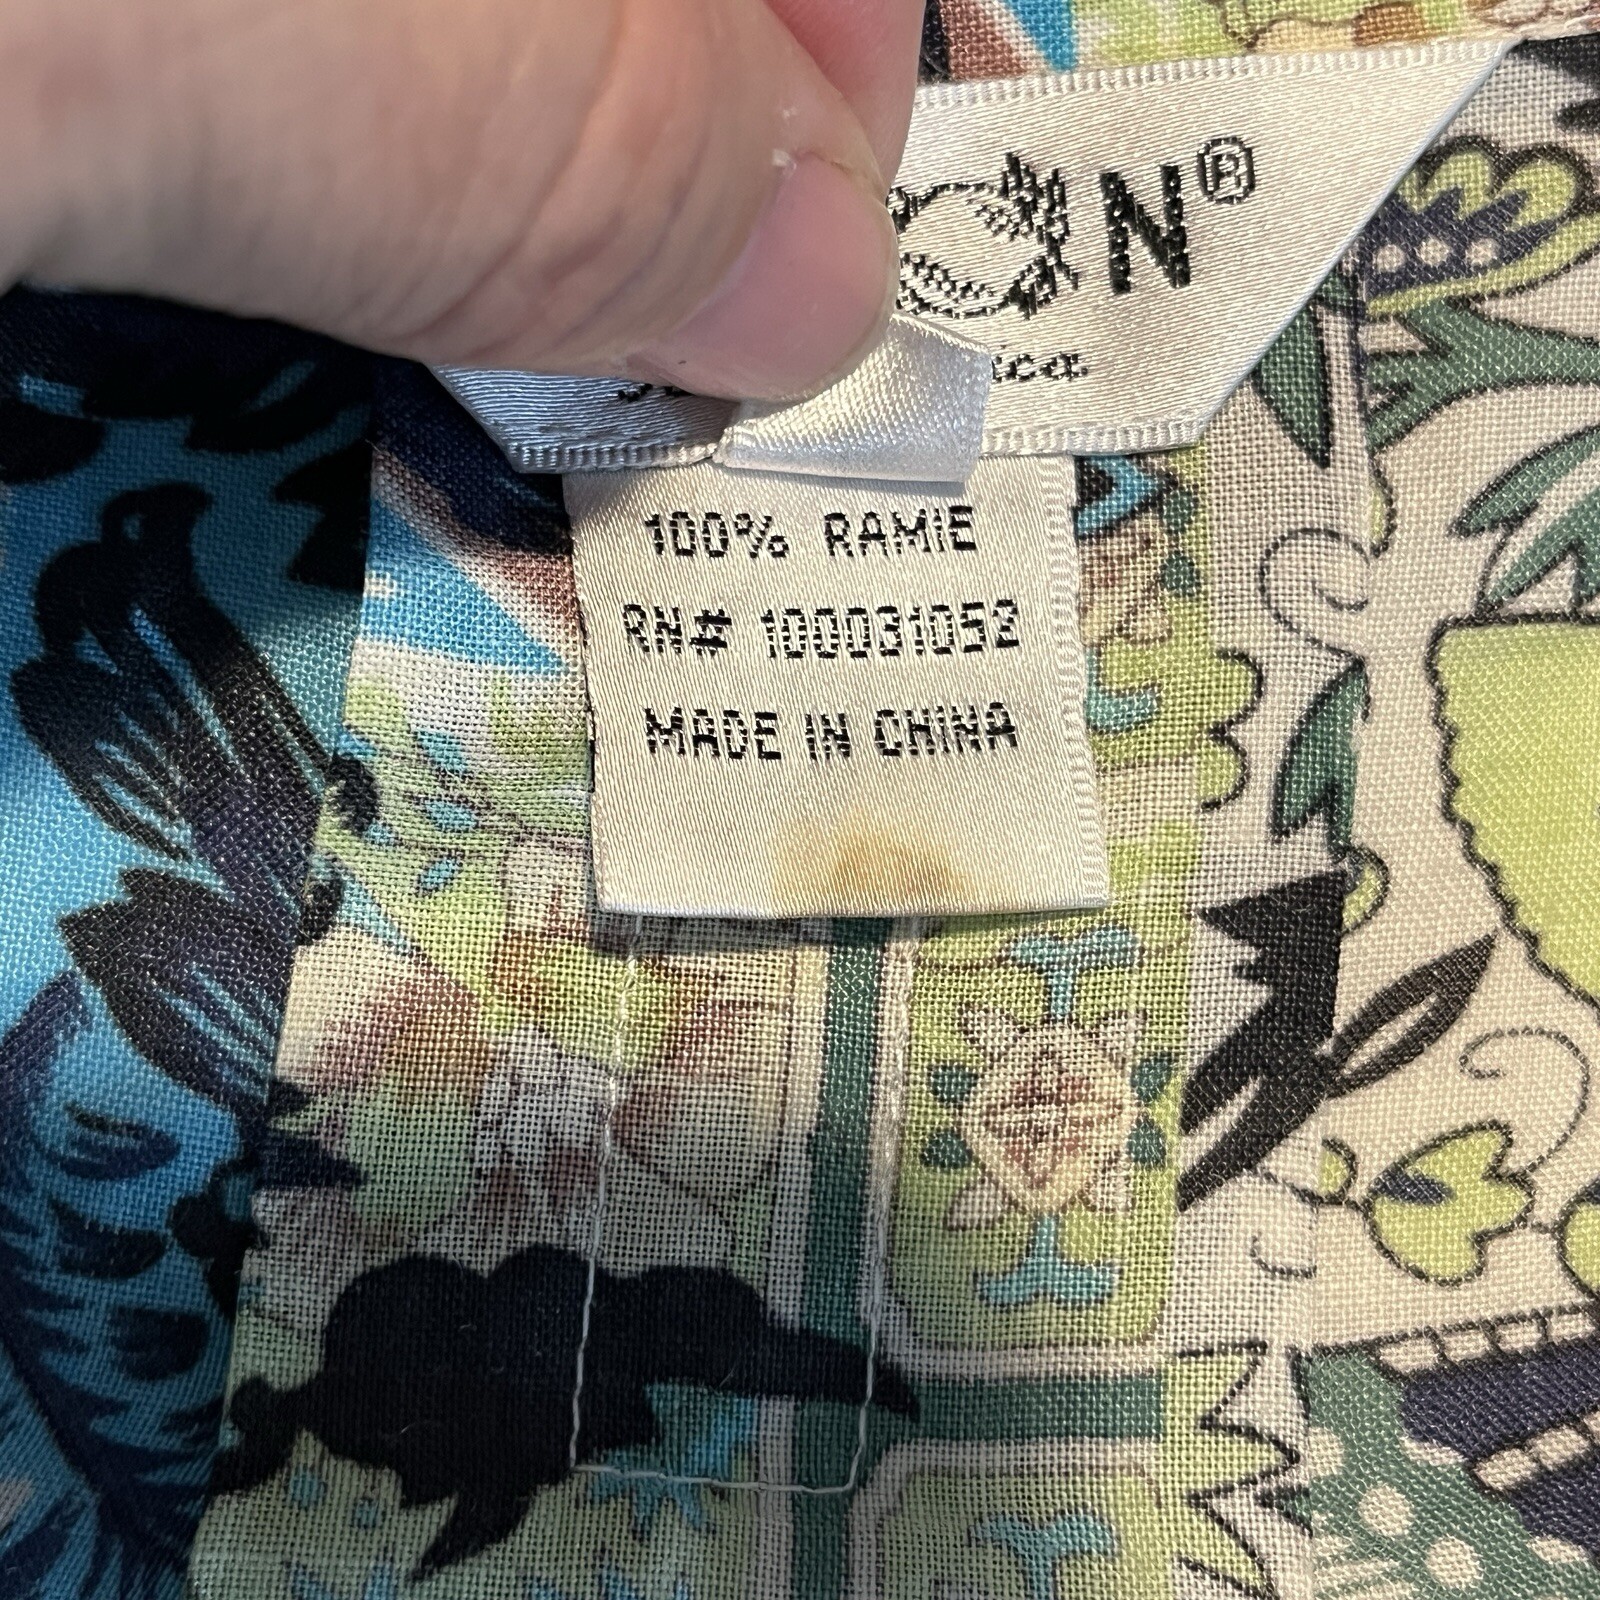 N®
100% RAMIE
RN# 100031052
MADE IN CHINA